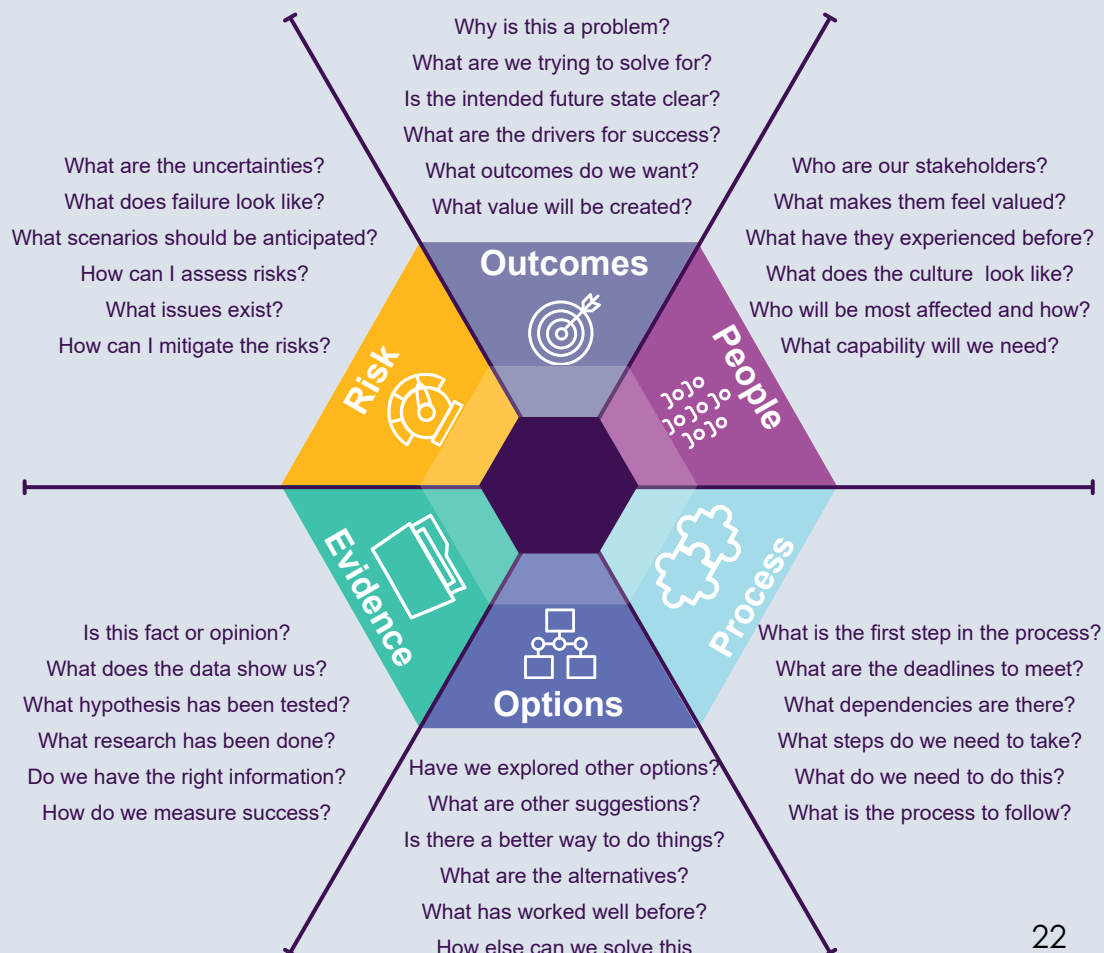 Why is this a problem?
What are we trying to solve for?
Is the intended future state clear?
What are the drivers for success?
What outcomes do we want?
What value will be created?
Outcomes
Who are our stakeholders?
What makes them feel valued?
What have they experienced before?
What does the culture look like?
Who will be most affected and how?
What capability will we need?
People
What is the first step in the process?
What are the deadlines to meet?
What dependencies are there?
What steps do we need to take?
What do we need to do this?
What is the process to follow?
Process
Options
Have we explored other options?
What are other suggestions?
Is there a better way to do things?
What are the alternatives?
What has worked well before?
How else can we solve this
Evidence
Is this fact or opinion?
What does the data show us?
What hypothesis has been tested?
What research has been done?
Do we have the right information?
How do we measure success?
What are the uncertainties?
What does failure look like?
What scenarios should be anticipated?
How can I assess risks?
What issues exist?
How can I mitigate the risks?
Risk
22